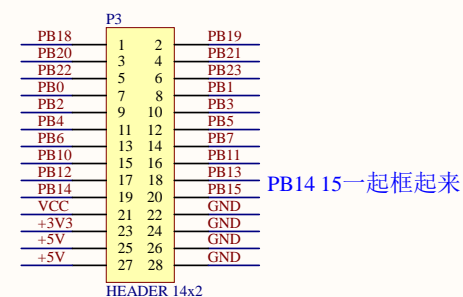 P3
PB18 1 2 PB19
PB20 3 4 PB21
PB22 5 6 PB23
PB0 7 8 PB1
PB2 9 10 PB3
PB4 11 12 PB5
PB6 13 14 PB7
PB10 15 16 PB11
PB12 17 18 PB13
PB14 19 20 PB15
PB14 15一起框起来
VCC 21 22 GND
+3V3 23 24 GND
+5V 25 26 GND
+5V 27 28 GND
HEADER 14x2